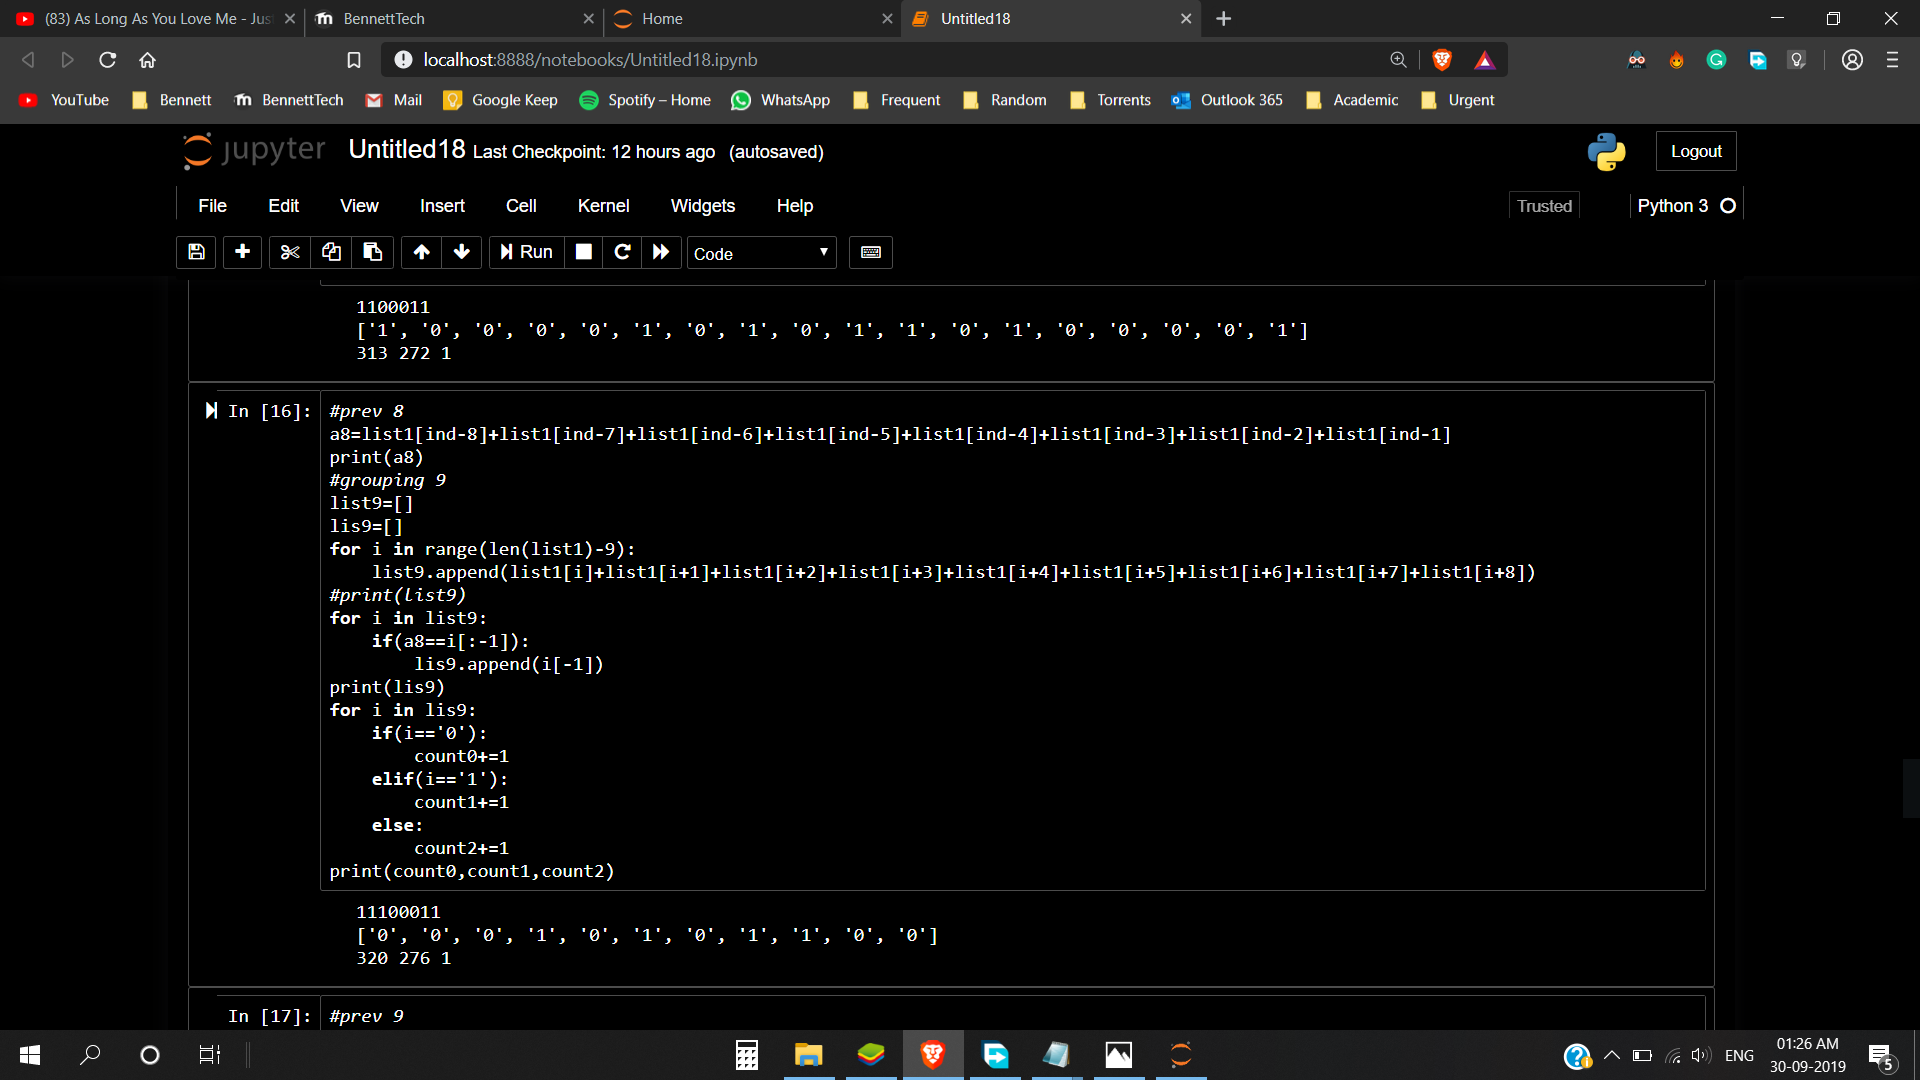 (83) As Long As You Love Me - Jus
BennettTech
Home
Untitled18
localhost:8888/notebooks/Untitled18.ipynb
YouTube Bennett BennettTech Mail Google Keep Spotify – Home WhatsApp Frequent Random Torrents Outlook 365 Academic Urgent
jupyter Untitled18 Last Checkpoint: 12 hours ago (autosaved)
Logout
File Edit View Insert Cell Kernel Widgets Help
Trusted
Python 3
Run
Code
1100011
['1', '0', '0', '0', '0', '1', '0', '1', '0', '1', '1', '0', '1', '0', '0', '0', '0', '1']
313 272 1
In [16]:
#prev 8
a8=list1[ind-8]+list1[ind-7]+list1[ind-6]+list1[ind-5]+list1[ind-4]+list1[ind-3]+list1[ind-2]+list1[ind-1]
print(a8)
#grouping 9
list9=[]
lis9=[]
for i in range(len(list1)-9):
    list9.append(list1[i]+list1[i+1]+list1[i+2]+list1[i+3]+list1[i+4]+list1[i+5]+list1[i+6]+list1[i+7]+list1[i+8])
#print(list9)
for i in list9:
    if(a8==i[:-1]):
        lis9.append(i[-1])
print(lis9)
for i in lis9:
    if(i=='0'):
        count0+=1
    elif(i=='1'):
        count1+=1
    else:
        count2+=1
print(count0,count1,count2)
11100011
['0', '0', '0', '1', '0', '1', '0', '1', '1', '0', '0']
320 276 1
In [17]:
#prev 9
ENG
01:26 AM
30-09-2019
5